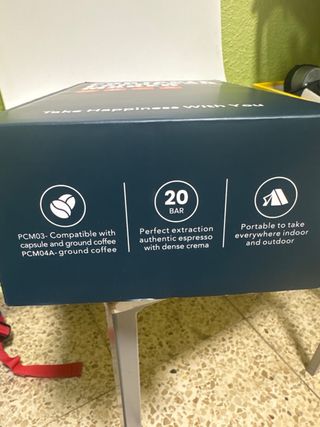 Take Happiness With You
20
BAR
PCM03- Compatible with
capsule and ground coffee
PCM04A- ground coffee
Perfect extraction
authentic espresso
with dense crema
Portable to take
everywhere indoor
and outdoor